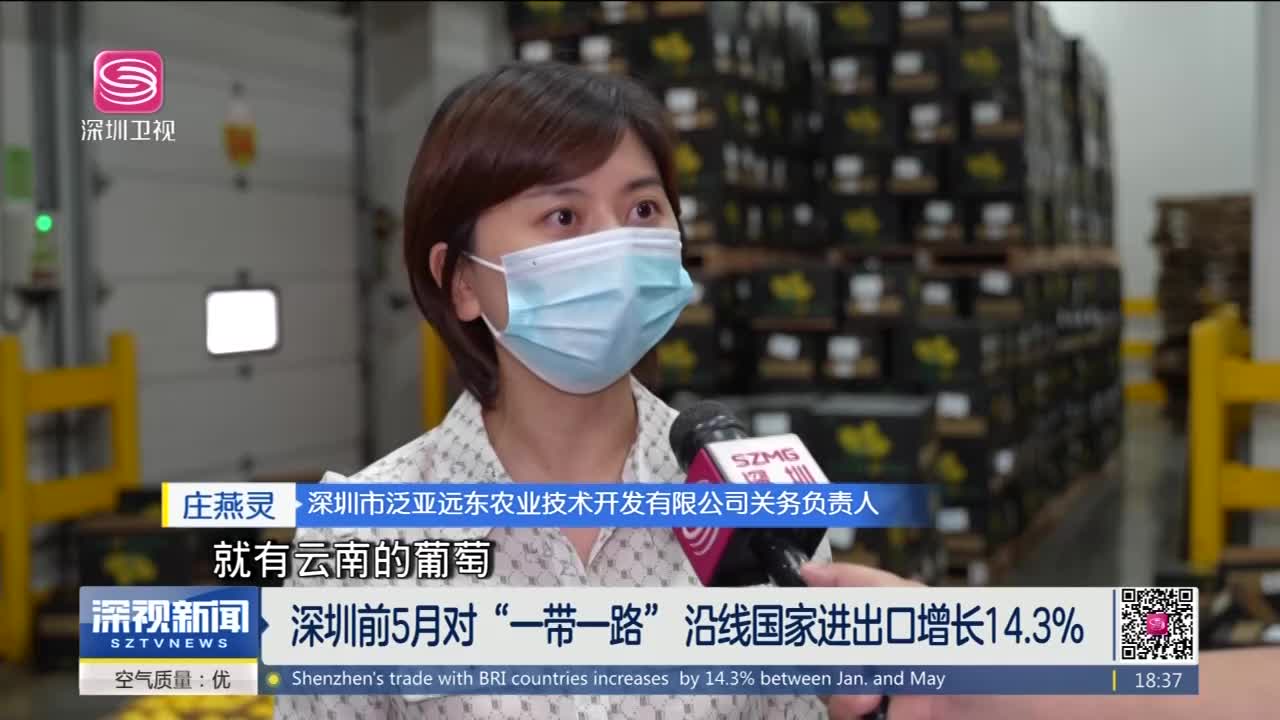 深圳卫视
SZMG
深圳
庄燕灵
深圳市泛亚远东农业技术开发有限公司关务负责人
就有云南的葡萄
深视新闻
SZTVNEWS
深圳前5月对“一带一路” 沿线国家进出口增长14.3%
空气质量：优
Shenzhen's trade with BRI countries increases by 14.3% between Jan. and May
18:37